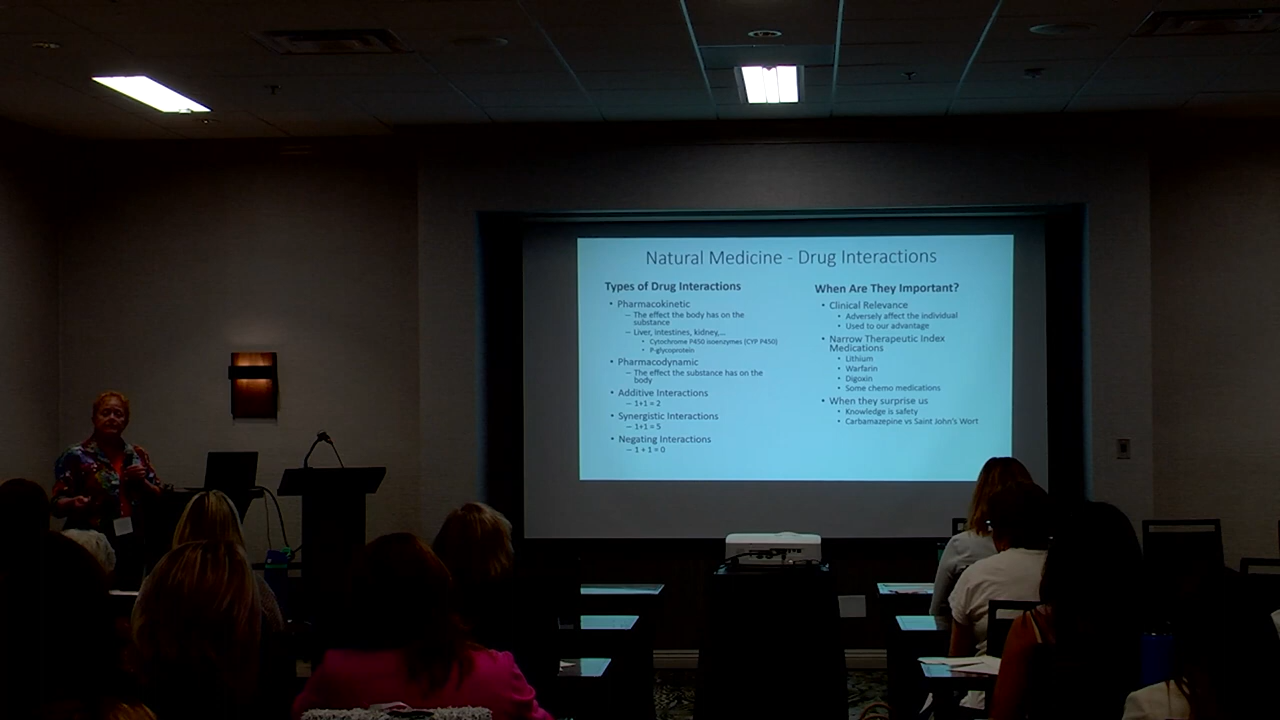 Natural Medicine - Drug Interactions
Types of Drug Interactions
• Pharmacokinetic
– The effect the body has on the
substance
– Liver, intestines, kidney,...
• Cytochrome P450 isoenzymes (CYP P450)
• P-glycoprotein
• Pharmacodynamic
– The effect the substance has on the
body
• Additive Interactions
– 1+1 = 2
• Synergistic Interactions
– 1+1 = 5
• Negating Interactions
– 1 + 1 = 0
When Are They Important?
• Clinical Relevance
• Adversely affect the individual
• Used to our advantage
• Narrow Therapeutic Index
Medications
• Lithium
• Warfarin
• Digoxin
• Some chemo medications
• When they surprise us
• Knowledge is safety
• Carbamazepine vs Saint John's Wort